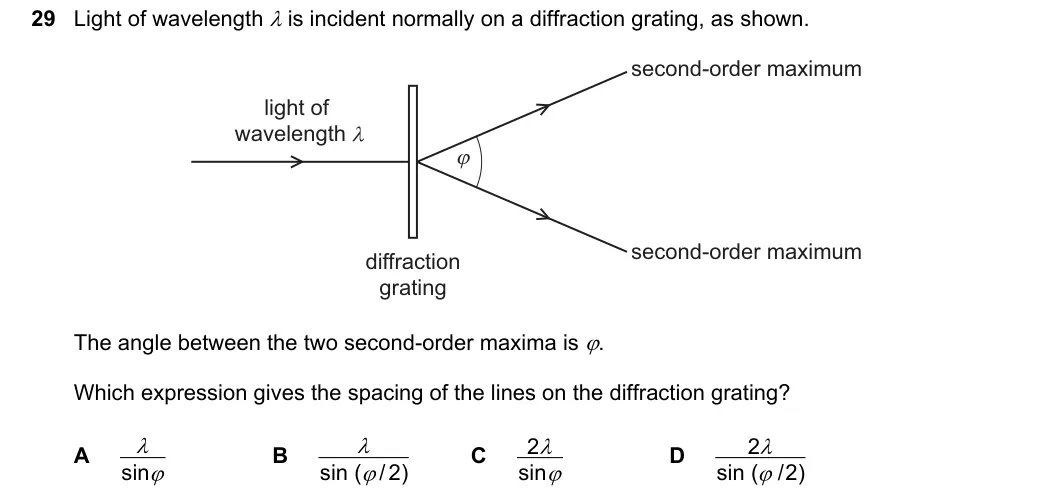 29 Light of wavelength λ is incident normally on a diffraction grating, as shown.
second-order maximum
light of
wavelength λ
φ
second-order maximum
diffraction
grating
The angle between the two second-order maxima is φ.
Which expression gives the spacing of the lines on the diffraction grating?
A λ/sinφ B λ/sin (φ/2) C 2λ/sinφ D 2λ/sin (φ/2)